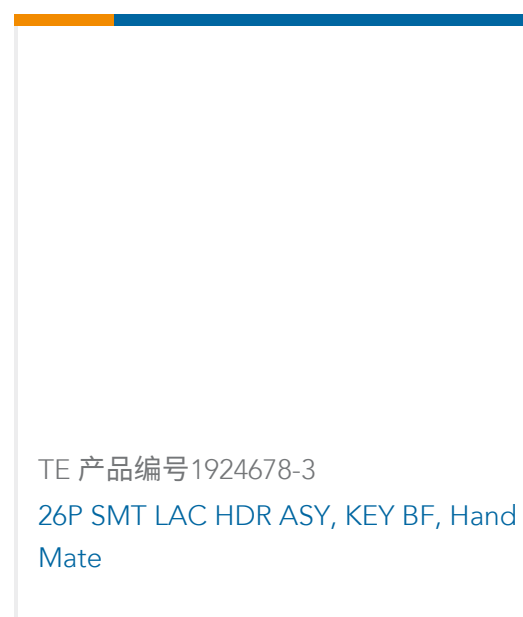 TE 产品编号1924678-3
26P SMT LAC HDR ASY, KEY BF, Hand
Mate